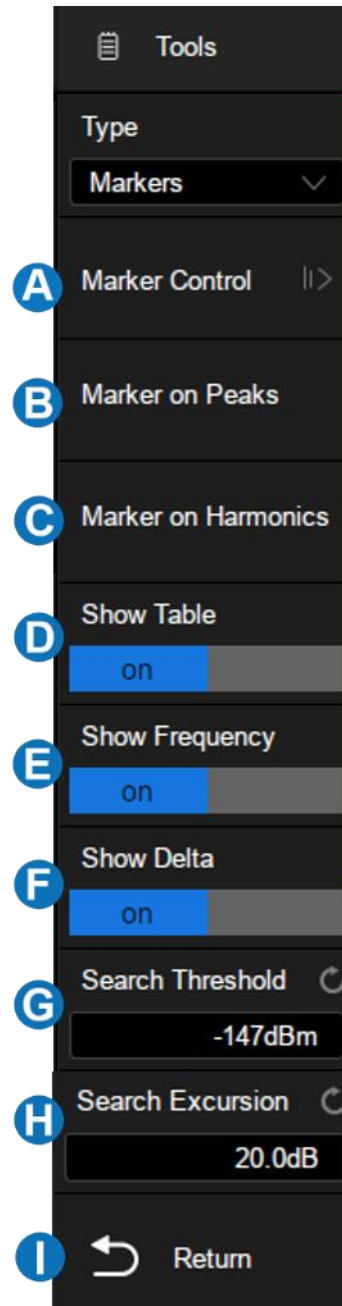 Tools
Type
Markers
A Marker Control
B Marker on Peaks
C Marker on Harmonics
Show Table
D
on
Show Frequency
E
on
Show Delta
F
on
Search Threshold
G
-147dBm
Search Excursion
H
20.0dB
I Return